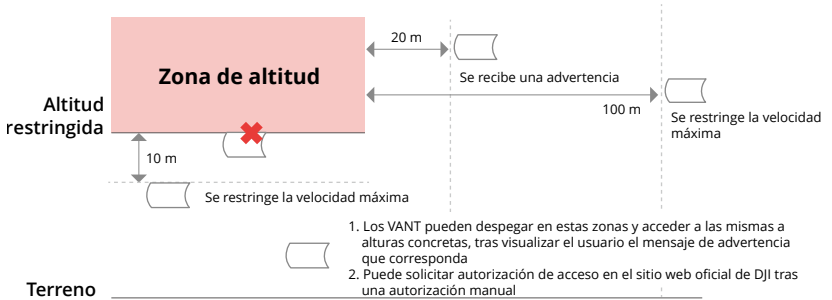 20 m
Zona de altitud
Se recibe una advertencia
Altitud
restringida
100 m
Se restringe la velocidad
máxima
10 m
Se restringe la velocidad máxima
1. Los VANT pueden despegar en estas zonas y acceder a las mismas a
alturas concretas, tras visualizar el usuario el mensaje de advertencia
que corresponda
2. Puede solicitar autorización de acceso en el sitio web oficial de DJI tras
una autorización manual
Terreno